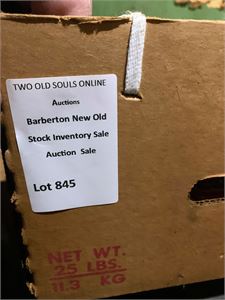 TWO OLD SOULS ONLINE
Auctions
Barberton New Old
Stock Inventory Sale
Auction Sale
Lot 845
NET WT.
25 LBS.
11.3 KG